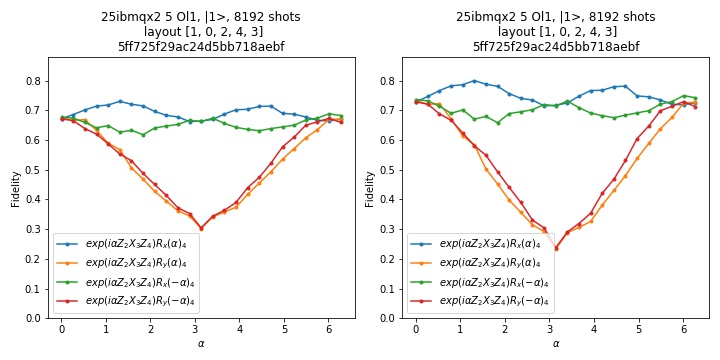 25ibmqx2 5 Ol1, |1>, 8192 shots
layout [1, 0, 2, 4, 3]
5ff725f29ac24d5bb718aebf
0.8
0.7
0.6
0.5
0.4
0.3
0.2
0.1
0.0
Fidelity
exp(iαZ₂X₃Z₄)Rₓ(α)₄
exp(iαZ₂X₃Z₄)Rᵧ(α)₄
exp(iαZ₂X₃Z₄)Rₓ(−α)₄
exp(iαZ₂X₃Z₄)Rᵧ(−α)₄
0 1 2 3 4 5 6
α
25ibmqx2 5 Ol1, |1>, 8192 shots
layout [1, 0, 2, 4, 3]
5ff725f29ac24d5bb718aebf
0.8
0.7
0.6
0.5
0.4
0.3
0.2
0.1
0.0
Fidelity
exp(iαZ₂X₃Z₄)Rₓ(α)₄
exp(iαZ₂X₃Z₄)Rᵧ(α)₄
exp(iαZ₂X₃Z₄)Rₓ(−α)₄
exp(iαZ₂X₃Z₄)Rᵧ(−α)₄
0 1 2 3 4 5 6
α